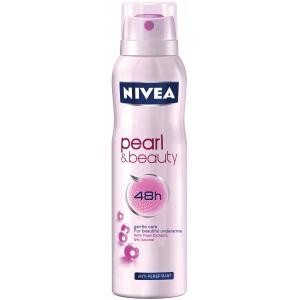 NIVEA
pearl
&beauty
48h
gentle care
For beautiful underarms
With Pearl Extracts
0% Alcohol
ANTI-PERSPIRANT